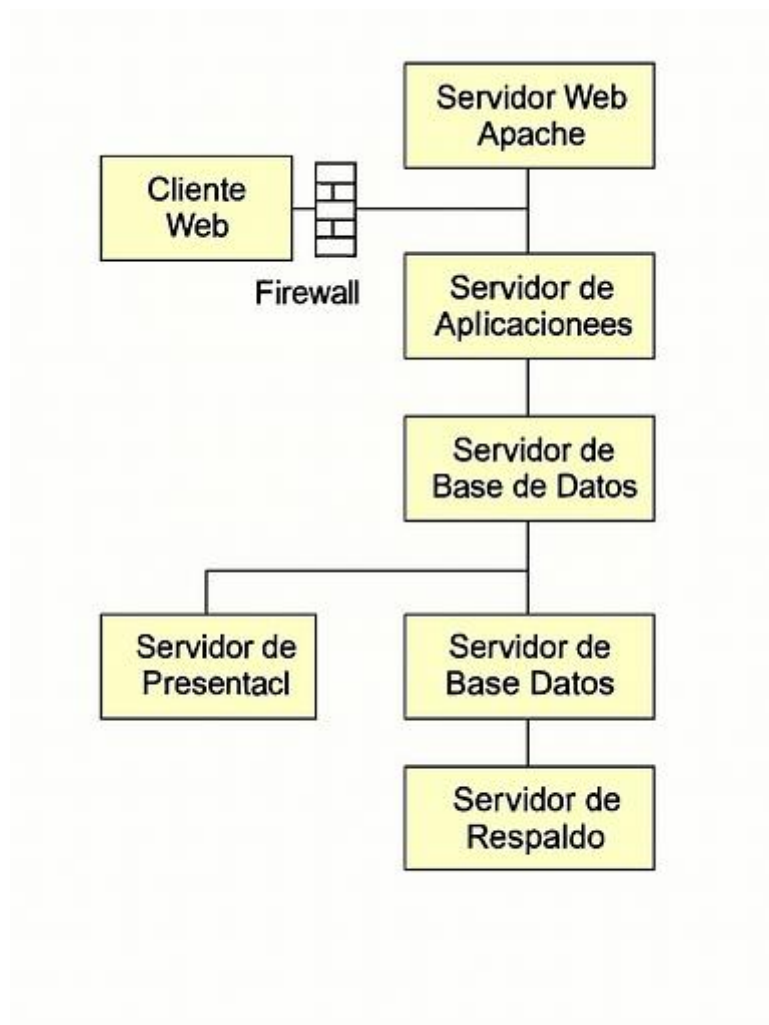 Servidor Web
Apache
Cliente
Web
Firewall
Servidor de
Aplicacionees
Servidor de
Base de Datos
Servidor de
Presentacl
Servidor de
Base Datos
Servidor de
Respaldo